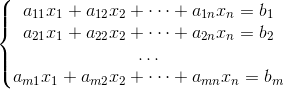 a₁₁x₁ + a₁₂x₂ + ··· + a₁ₙxₙ = b₁
a₂₁x₁ + a₂₂x₂ + ··· + a₂ₙxₙ = b₂
...
aₘ₁x₁ + aₘ₂x₂ + ··· + aₘₙxₙ = bₘ